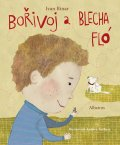 Ivan Binar
BOŘIVOJ A BLECHA
FLÓ
Albatros